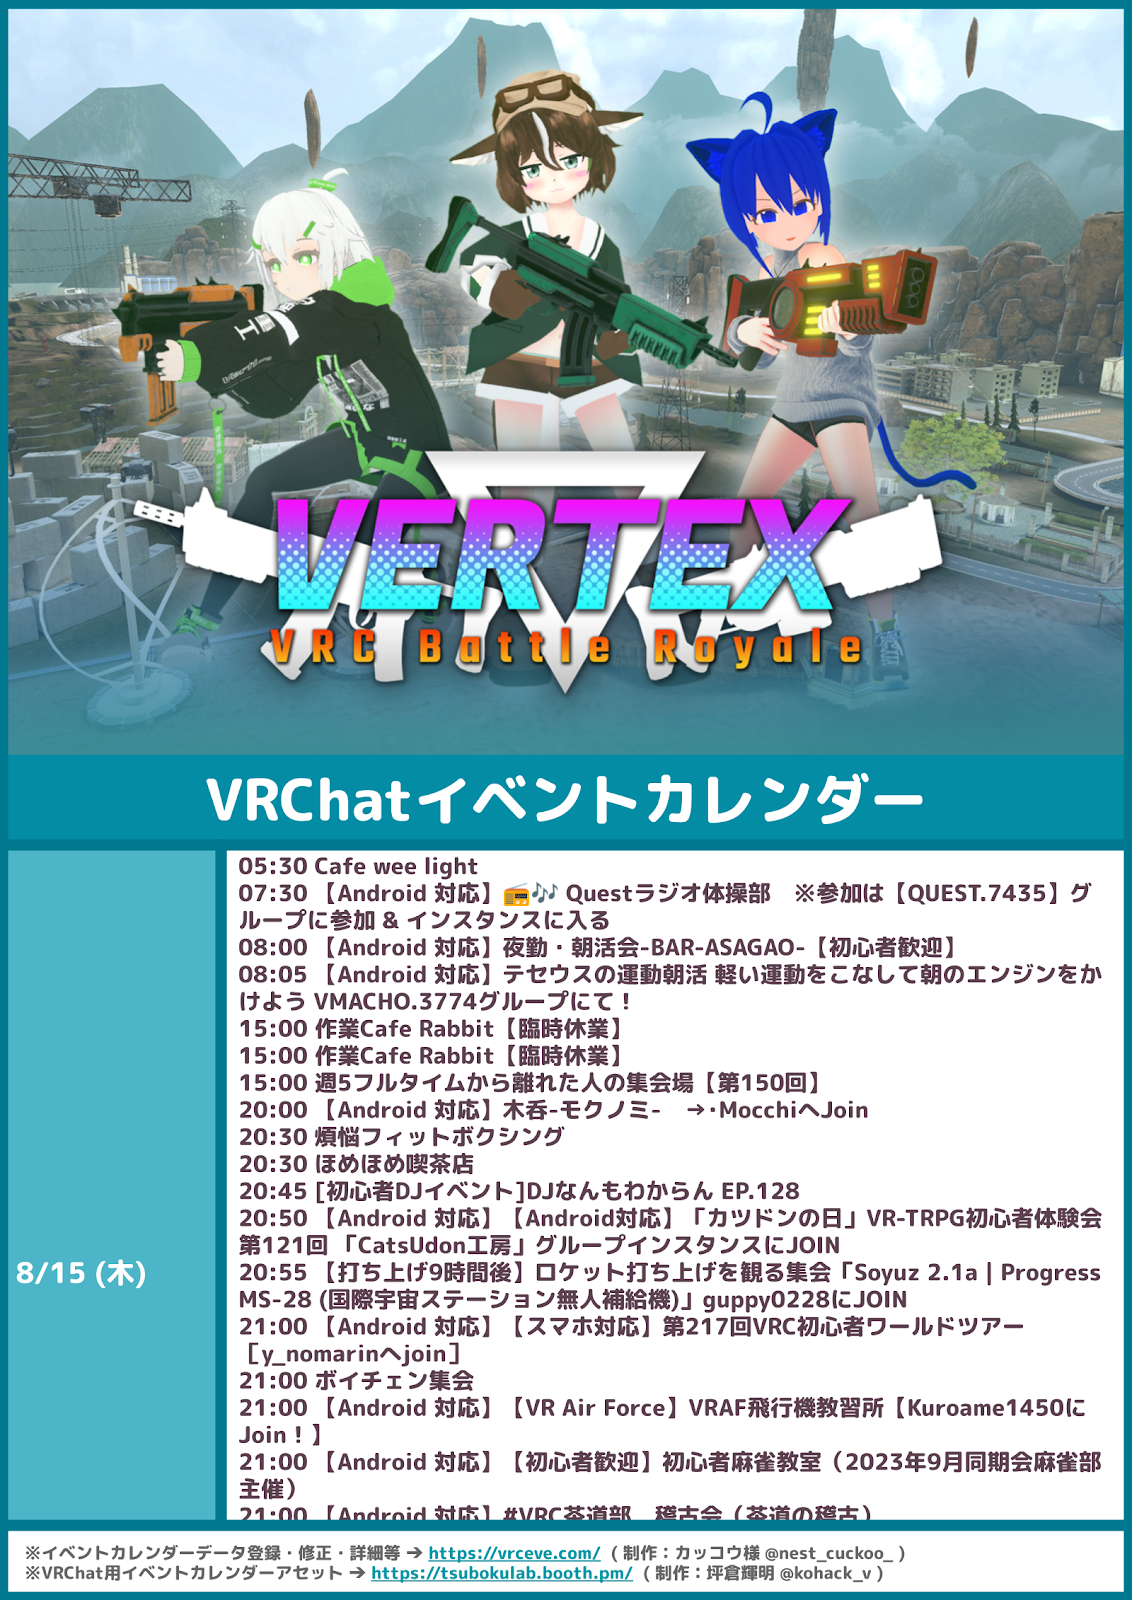 VERTEX
VRC Battle Royale
VRChatイベントカレンダー
8/15 (木)
05:30 Cafe wee light
07:30 【Android 対応】📻🎶 Questラジオ体操部　※参加は【QUEST.7435】グ
ループに参加 & インスタンスに入る
08:00 【Android 対応】夜勤・朝活会-BAR-ASAGAO-【初心者歓迎】
08:05 【Android 対応】テセウスの運動朝活 軽い運動をこなして朝のエンジンをか
けよう VMACHO.3774グループにて！
15:00 作業Cafe Rabbit【臨時休業】
15:00 作業Cafe Rabbit【臨時休業】
15:00 週5フルタイムから離れた人の集会場【第150回】
20:00 【Android 対応】木呑-モクノミ-　→･MocchiへJoin
20:30 煩悩フィットボクシング
20:30 ほめほめ喫茶店
20:45 [初心者DJイベント]DJなんもわからん EP.128
20:50 【Android 対応】【Android対応】「カツドンの日」VR-TRPG初心者体験会
第121回 「CatsUdon工房」グループインスタンスにJOIN
20:55 【打ち上げ9時間後】ロケット打ち上げを観る集会「Soyuz 2.1a | Progress
MS-28 (国際宇宙ステーション無人補給機)」guppy0228にJOIN
21:00 【Android 対応】【スマホ対応】第217回VRC初心者ワールドツアー
［y_nomarinへjoin］
21:00 ボイチェン集会
21:00 【Android 対応】【VR Air Force】VRAF飛行機教習所【Kuroame1450に
Join！】
21:00 【Android 対応】【初心者歓迎】初心者麻雀教室（2023年9月同期会麻雀部
主催）
21:00 【Android 対応】#VRC茶道部　稽古会（茶道の稽古）
※イベントカレンダーデータ登録・修正・詳細等 → https://vrceve.com/ ( 制作：カッコウ様 @nest_cuckoo_ )
※VRChat用イベントカレンダーアセット → https://tsubokulab.booth.pm/ ( 制作：坪倉輝明 @kohack_v )